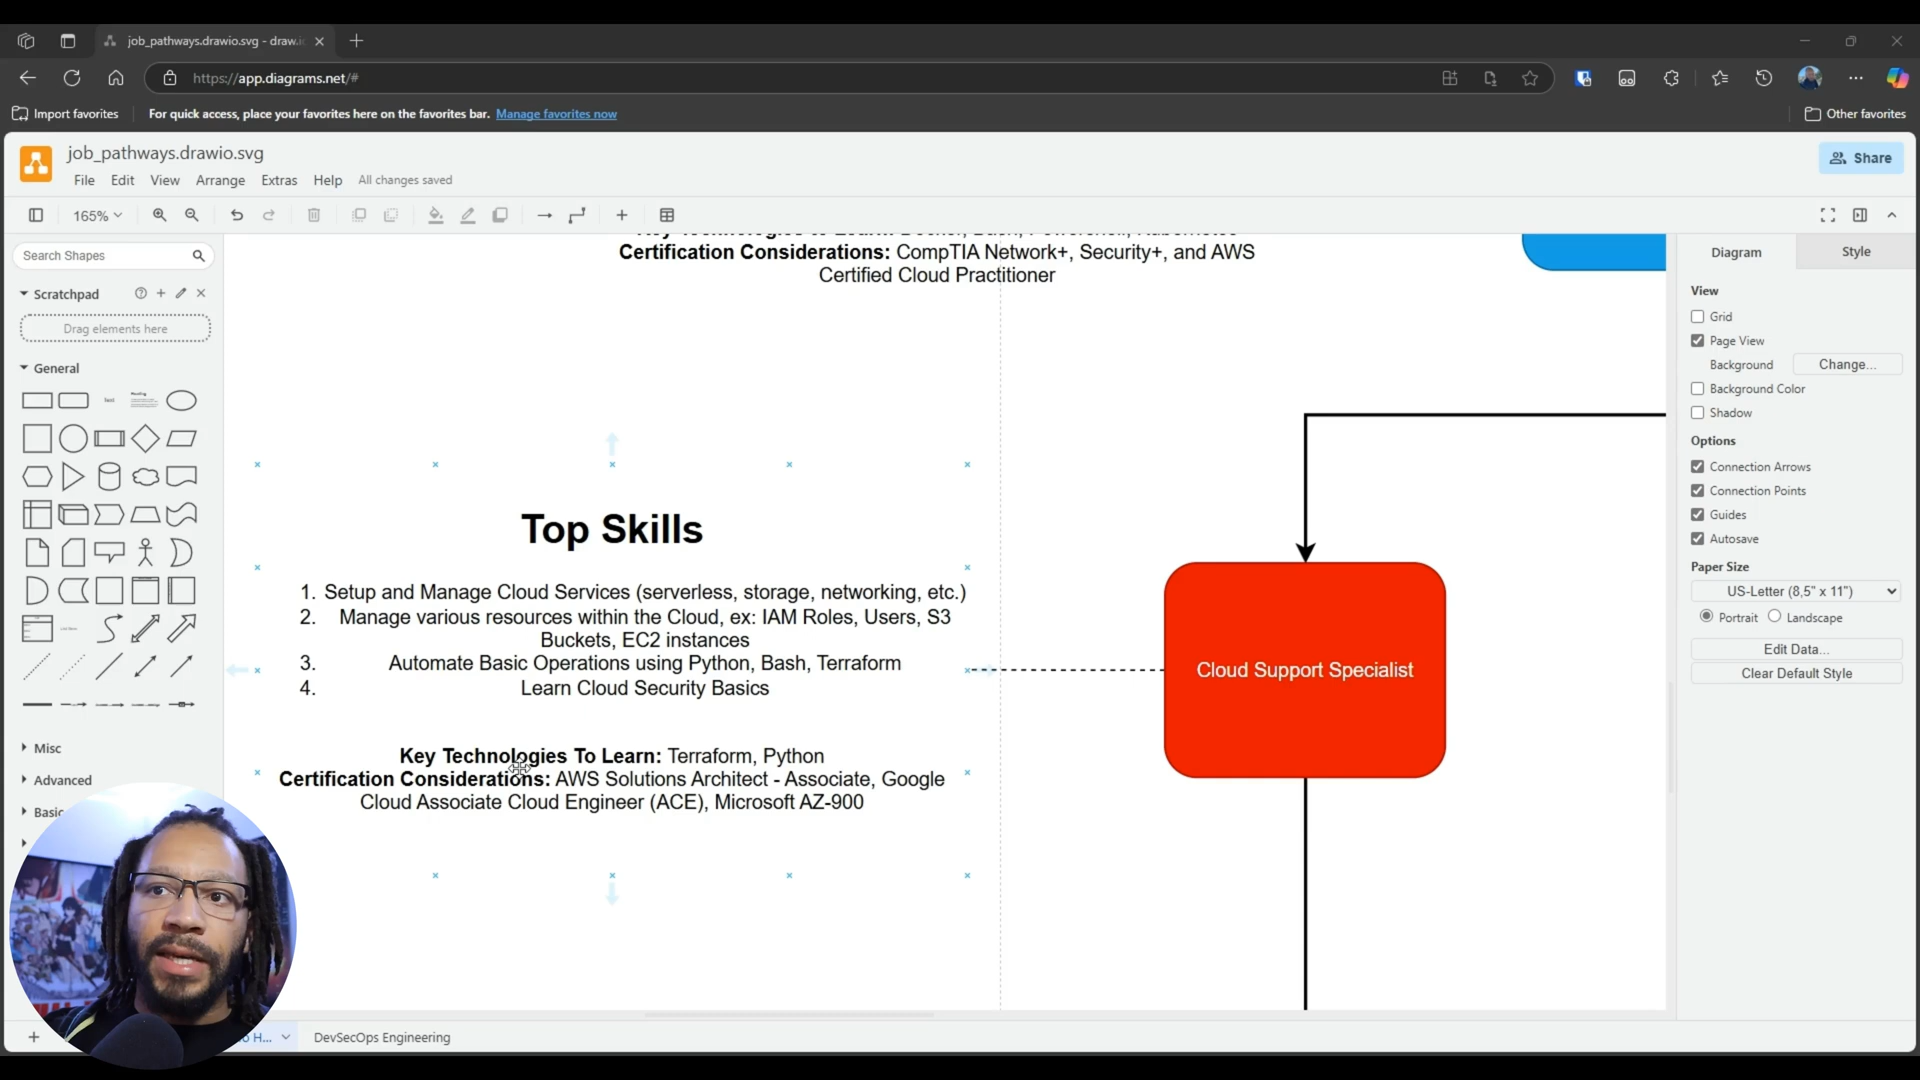 job_pathways.drawio.svg - draw.i
https://app.diagrams.net/#
Import favorites
For quick access, place your favorites here on the favorites bar. Manage favorites now
Other favorites
job_pathways.drawio.svg
File Edit View Arrange Extras Help All changes saved
Share
165%
Search Shapes
Scratchpad
Drag elements here
General
Text
Heading
Misc
Advanced
Basic
Certification Considerations: CompTIA Network+, Security+, and AWS
Certified Cloud Practitioner
Top Skills
1. Setup and Manage Cloud Services (serverless, storage, networking, etc.)
2. Manage various resources within the Cloud, ex: IAM Roles, Users, S3
Buckets, EC2 instances
3. Automate Basic Operations using Python, Bash, Terraform
4. Learn Cloud Security Basics
Key Technologies To Learn: Terraform, Python
Certification Considerations: AWS Solutions Architect - Associate, Google
Cloud Associate Cloud Engineer (ACE), Microsoft AZ-900
Cloud Support Specialist
Diagram
Style
View
Grid
Page View
Background
Change...
Background Color
Shadow
Options
Connection Arrows
Connection Points
Guides
Autosave
Paper Size
US-Letter (8,5" x 11")
Portrait Landscape
Edit Data...
Clear Default Style
DevSecOps Engineering